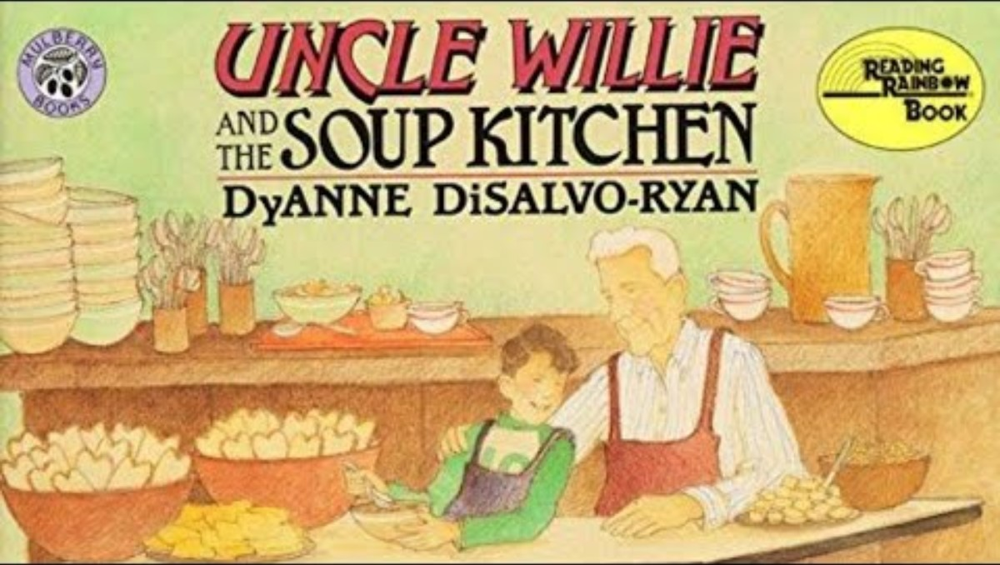 MULBERRY
BOOKS
UNCLE WILLIE
AND THE SOUP KITCHEN
DyANNE DiSALVO-RYAN
READING
RAINBOW
BOOK